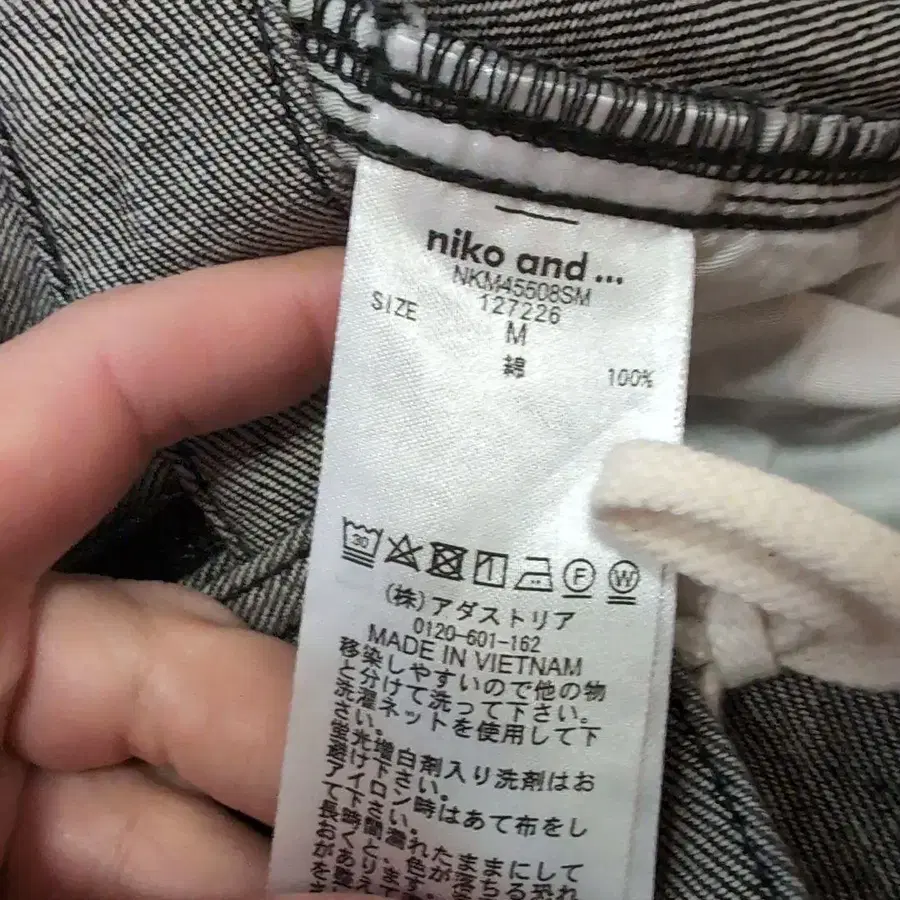 niko and ...
NKM45508SM
127226
SIZE M
綿 100%
30
F W
(株)アダストリア
0120-601-162
MADE IN VIETNAM
移染しやすいので他の物
と分けて洗って下さい。
洗濯ネットを使用して下
さい。
蛍光増白剤入り洗剤はお
避け下さい。
アイロン時はあて布をし
て下さい。
長時間濡れたままにして
おくと、色が落ちる恐れ